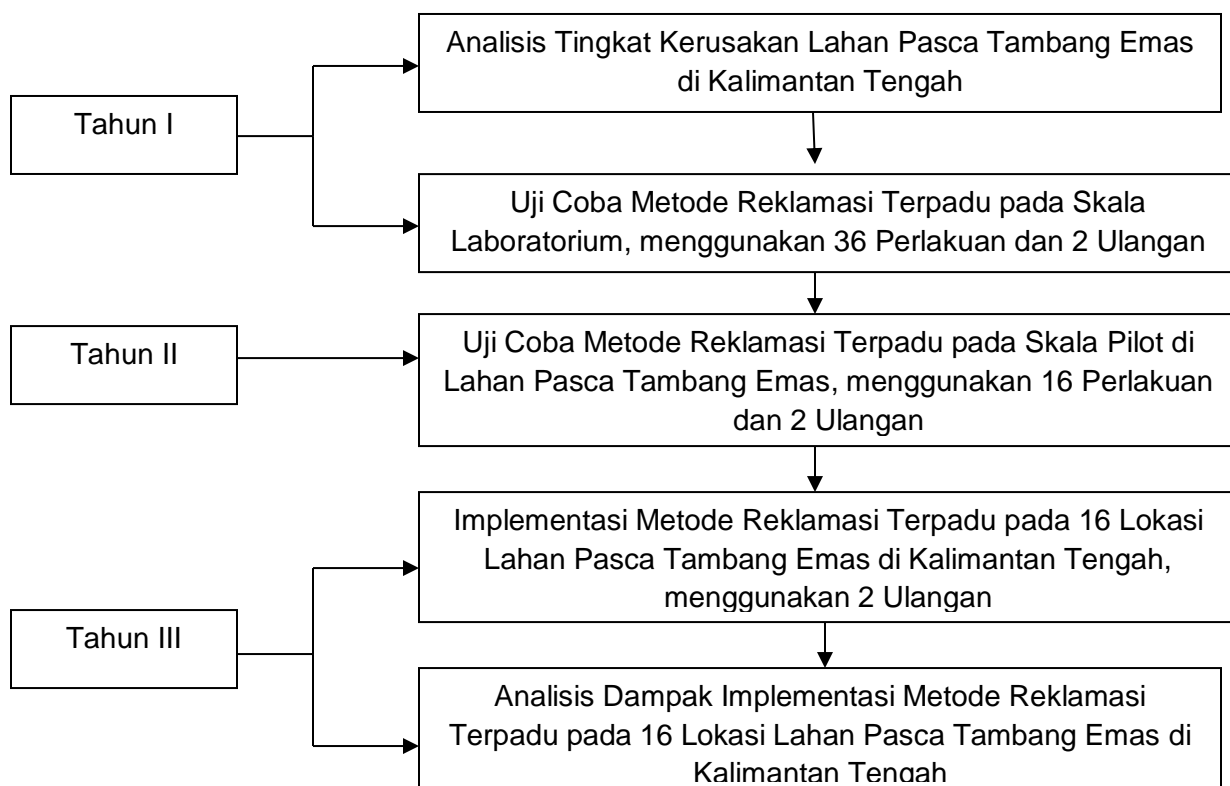 Analisis Tingkat Kerusakan Lahan Pasca Tambang Emas
di Kalimantan Tengah
Tahun I
Uji Coba Metode Reklamasi Terpadu pada Skala
Laboratorium, menggunakan 36 Perlakuan dan 2 Ulangan
Tahun II
Uji Coba Metode Reklamasi Terpadu pada Skala Pilot di
Lahan Pasca Tambang Emas, menggunakan 16 Perlakuan
dan 2 Ulangan
Implementasi Metode Reklamasi Terpadu pada 16 Lokasi
Lahan Pasca Tambang Emas di Kalimantan Tengah,
menggunakan 2 Ulangan
Tahun III
Analisis Dampak Implementasi Metode Reklamasi
Terpadu pada 16 Lokasi Lahan Pasca Tambang Emas di
Kalimantan Tengah